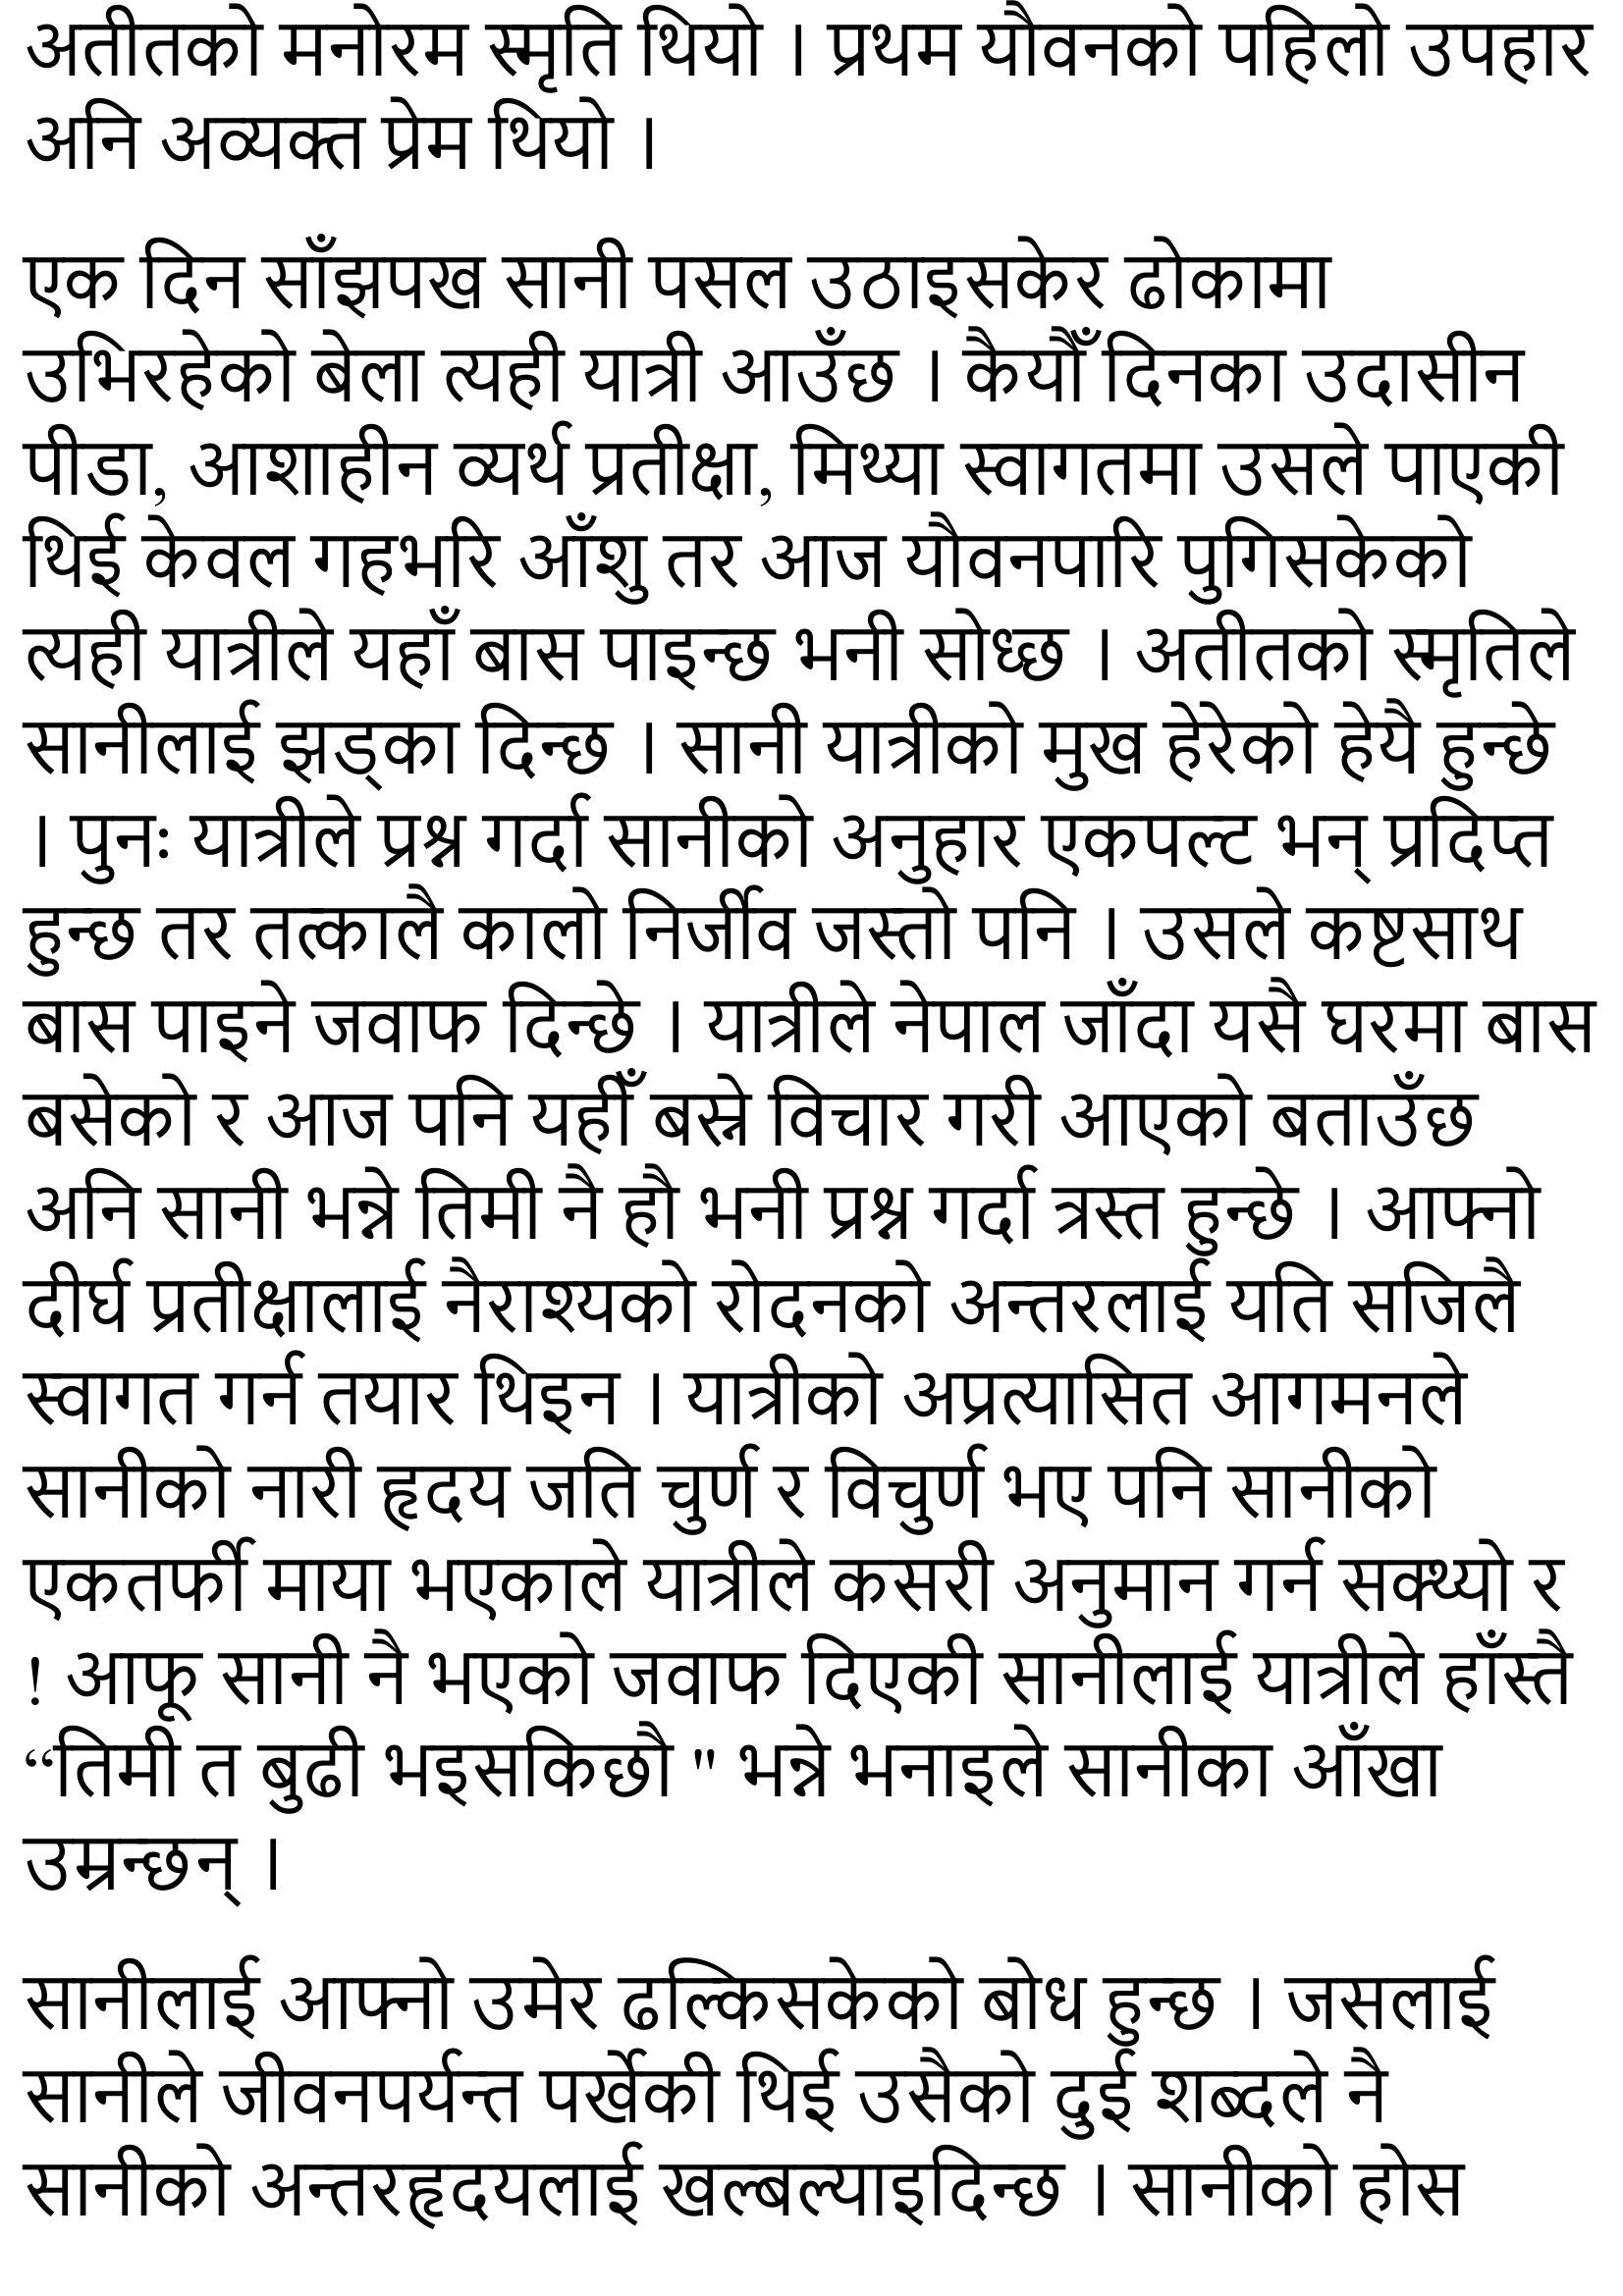 अतीतको मनोरम स्मृति थियो । प्रथम यौवनको पहिलो उपहार
अनि अव्यक्त प्रेम थियो ।
एक दिन साँझपख सानी पसल उठाइसकेर ढोकामा
उभिरहेको बेला त्यही यात्री आउँछ । कैयौँ दिनका उदासीन
पीडा, आशाहीन व्यर्थ प्रतीक्षा, मिथ्या स्वागतमा उसले पाएकी
थिई केवल गहभरि आँशु तर आज यौवनपारि पुगिसकेको
त्यही यात्रीले यहाँ बास पाइन्छ भनी सोध्छ । अतीतको स्मृतिले
सानीलाई झड्का दिन्छ । सानी यात्रीको मुख हेरेको हेयै हुन्छे
। पुनः यात्रीले प्रश्न गर्दा सानीको अनुहार एकपल्ट भन् प्रदिप्त
हुन्छ तर तत्कालै कालो निर्जीव जस्तो पनि । उसले कष्टसाथ
बास पाइने जवाफ दिन्छे । यात्रीले नेपाल जाँदा यसै घरमा बास
बसेको र आज पनि यहीँ बस्ने विचार गरी आएको बताउँछ
अनि सानी भन्ने तिमी नै हौ भनी प्रश्न गर्दा त्रस्त हुन्छे । आफ्नो
दीर्घ प्रतीक्षालाई नैराश्यको रोदनको अन्तरलाई यति सजिलै
स्वागत गर्न तयार थिइन । यात्रीको अप्रत्यासित आगमनले
सानीको नारी हृदय जति चुर्ण र विचुर्ण भए पनि सानीको
एकतर्फी माया भएकाले यात्रीले कसरी अनुमान गर्न सक्थ्यो र
! आफू सानी नै भएको जवाफ दिएकी सानीलाई यात्रीले हाँस्तै
“तिमी त बुढी भइसकिछौ " भन्ने भनाइले सानीका आँखा
उम्रन्छन् ।
सानीलाई आफ्नो उमेर ढल्किसकेको बोध हुन्छ । जसलाई
सानीले जीवनपर्यन्त पर्खेकी थिई उसैको दुई शब्दले नै
सानीको अन्तरहृदयलाई खल्बल्याइदिन्छ । सानीको होस